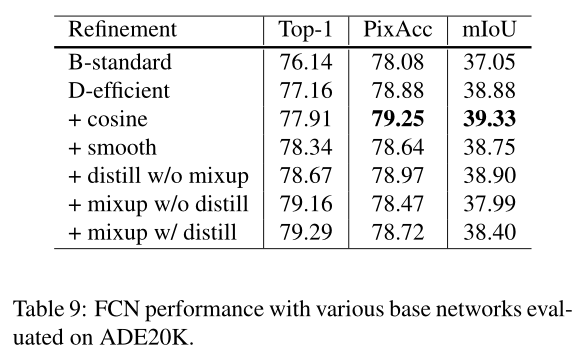 Refinement Top-1 PixAcc mIoU
B-standard 76.14 78.08 37.05
D-efficient 77.16 78.88 38.88
+ cosine 77.91 79.25 39.33
+ smooth 78.34 78.64 38.75
+ distill w/o mixup 78.67 78.97 38.90
+ mixup w/o distill 79.16 78.47 37.99
+ mixup w/ distill 79.29 78.72 38.40
Table 9: FCN performance with various base networks eval-
uated on ADE20K.